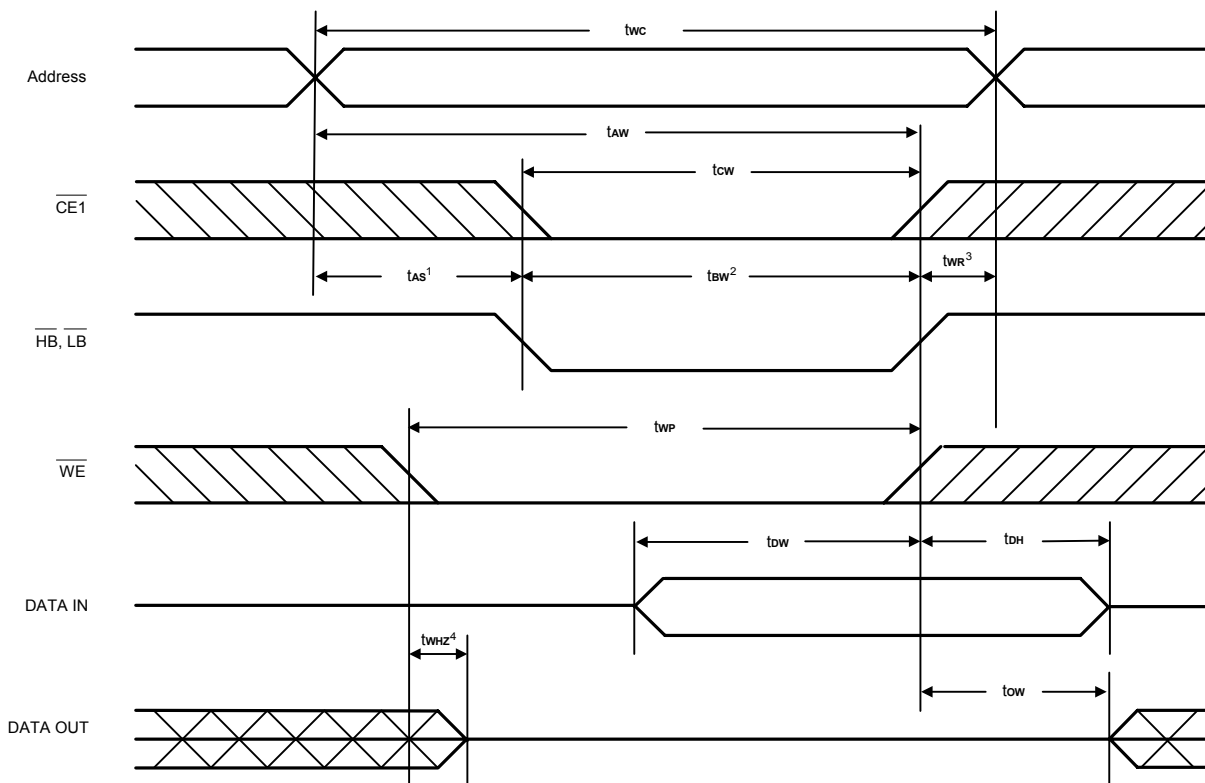 tWC
Address
tAW
tCW
CE1
tAS1
tBW2
tWR3
HB, LB
tWP
WE
tDW
tDH
DATA IN
tWHZ4
tOW
DATA OUT